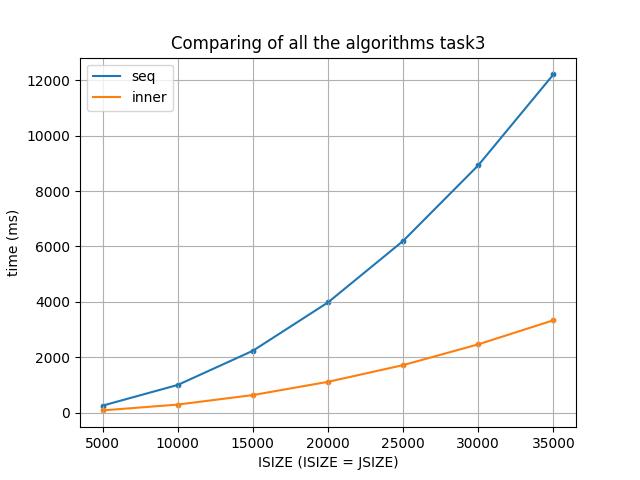 Comparing of all the algorithms task3
seq
inner
12000
10000
8000
6000
4000
2000
0
time (ms)
5000 10000 15000 20000 25000 30000 35000
ISIZE (ISIZE = JSIZE)